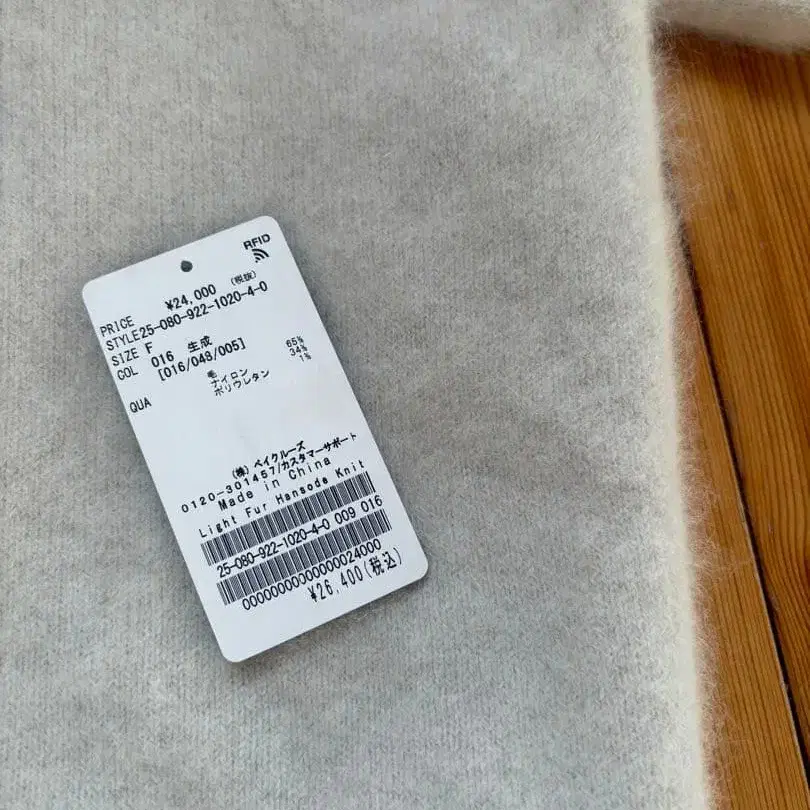 RFID
PRICE ¥24,000 (税抜)
STYLE25-080-922-1020-4-0
SIZE F
COL 016 生成
[016/048/005]
QUA 毛 65%
ナイロン 34%
ポリウレタン 1%
(株) ベイクルーズ
0120-301457/カスタマーサポート
Made in China
Light Fur Hansode Knit
25-080-922-1020-4-0 009 016
000000000000000024000
¥26,400(税込)